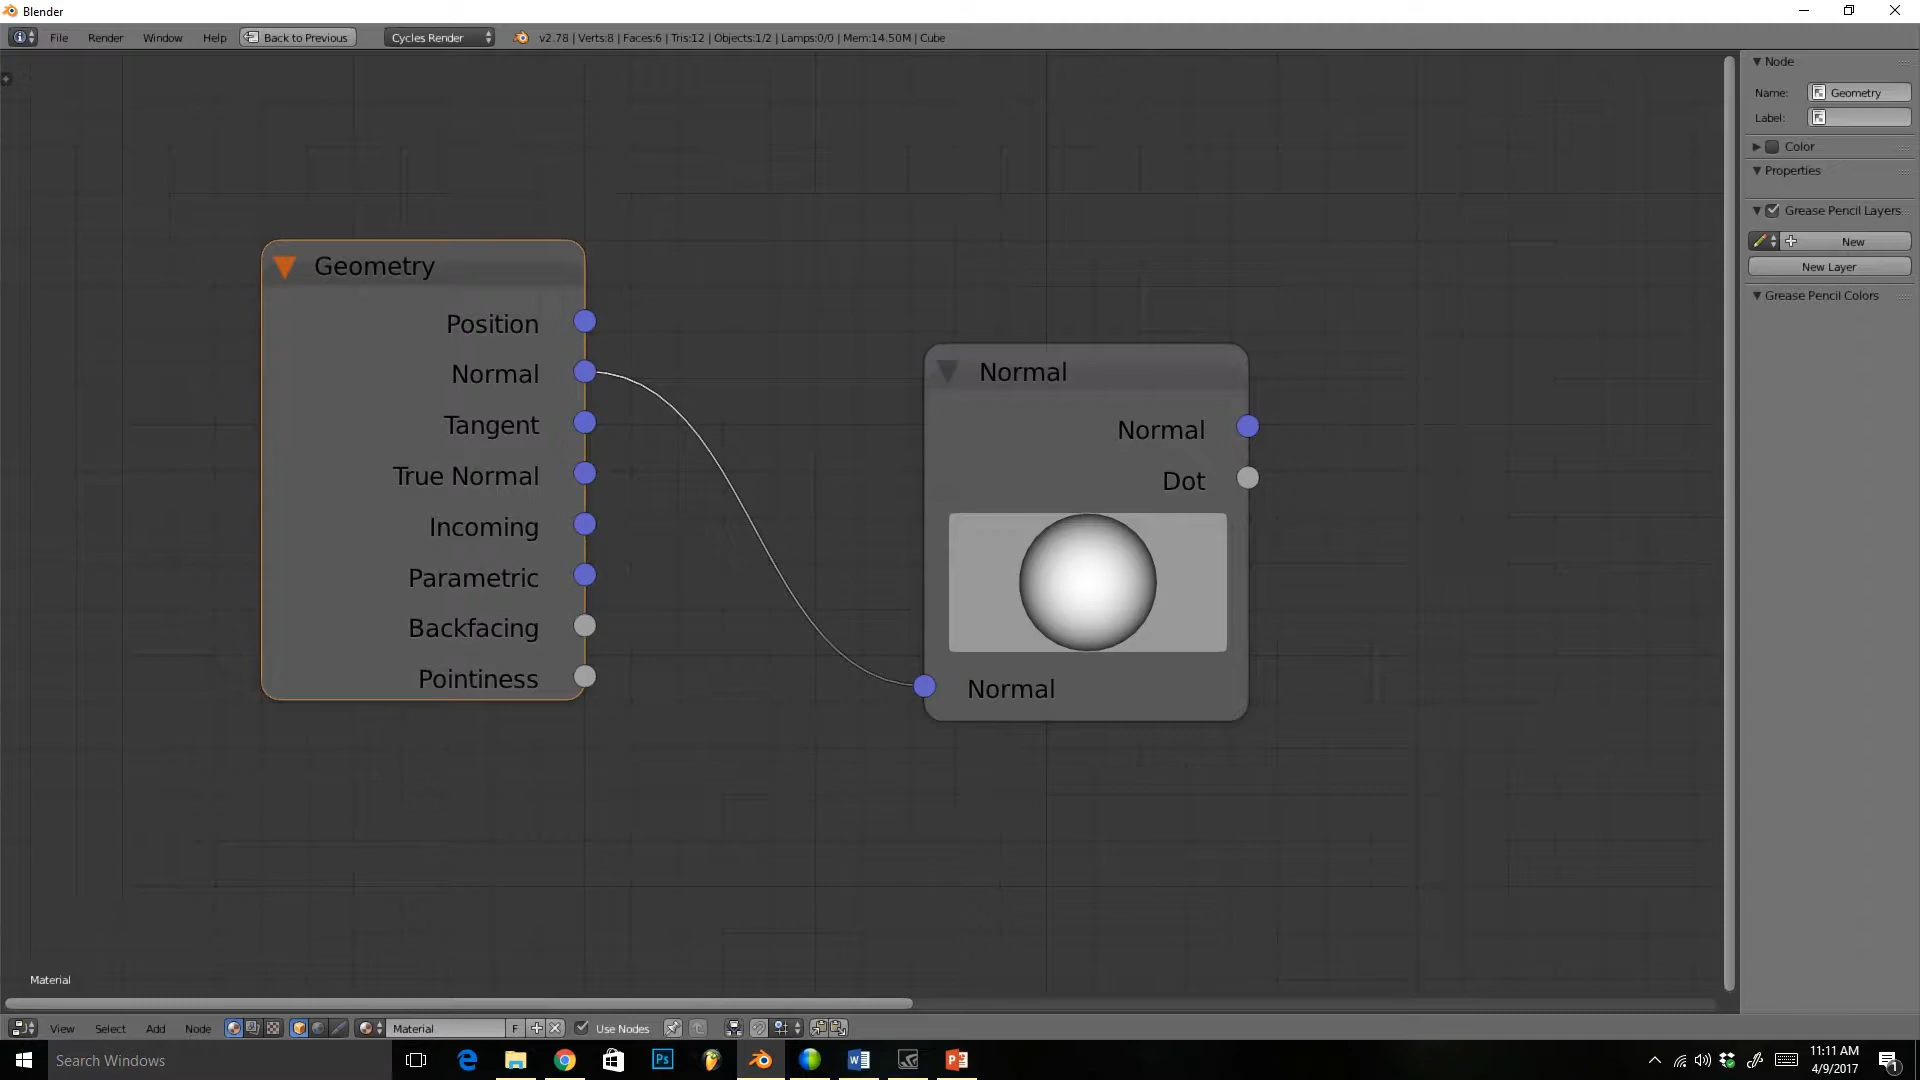 Blender
File Render Window Help Back to Previous Cycles Render v2.78 | Verts:8 | Faces:6 | Tris:12 | Objects:1/2 | Lamps:0/0 | Mem:14.50M | Cube
Node
Name: Geometry
Label:
Color
Properties
Grease Pencil Layers
New
New Layer
Grease Pencil Colors
Geometry
Position
Normal
Tangent
True Normal
Incoming
Parametric
Backfacing
Pointiness
Normal
Normal
Dot
Normal
Material
View Select Add Node Material F Use Nodes
Search Windows
11:11 AM
4/9/2017